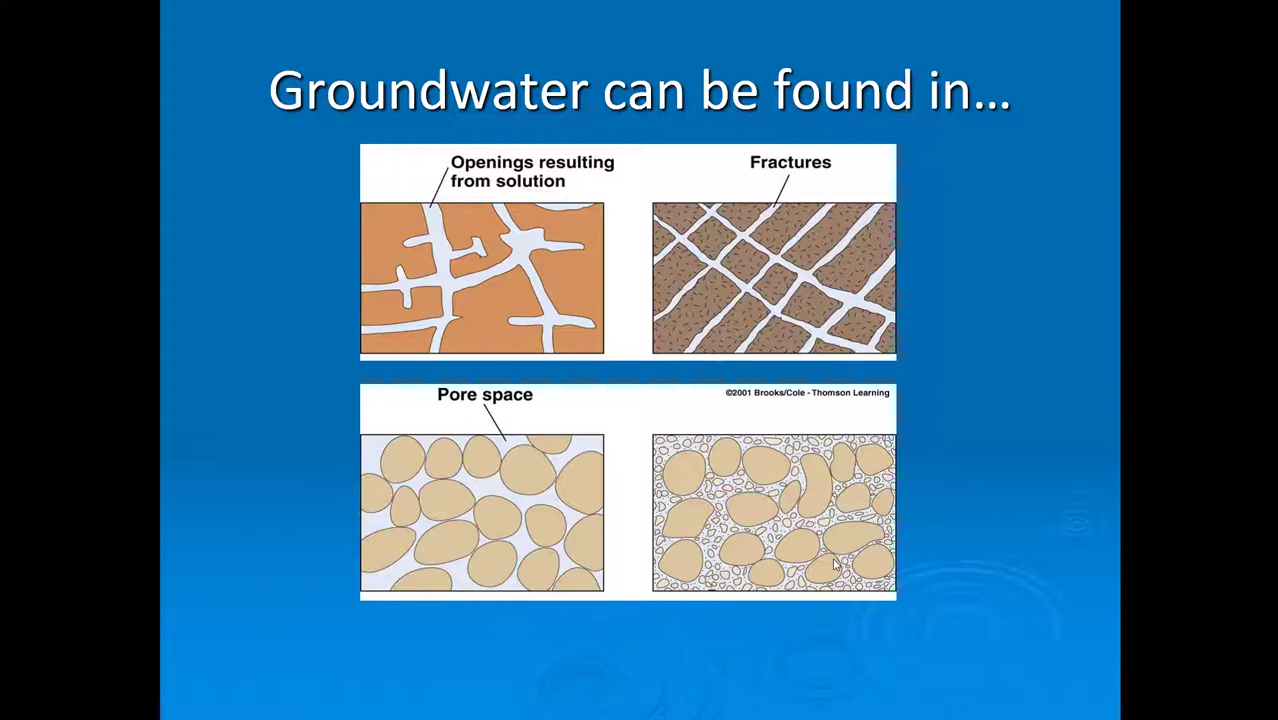 Groundwater can be found in…
Openings resulting
from solution
Fractures
Pore space
©2001 Brooks/Cole - Thomson Learning